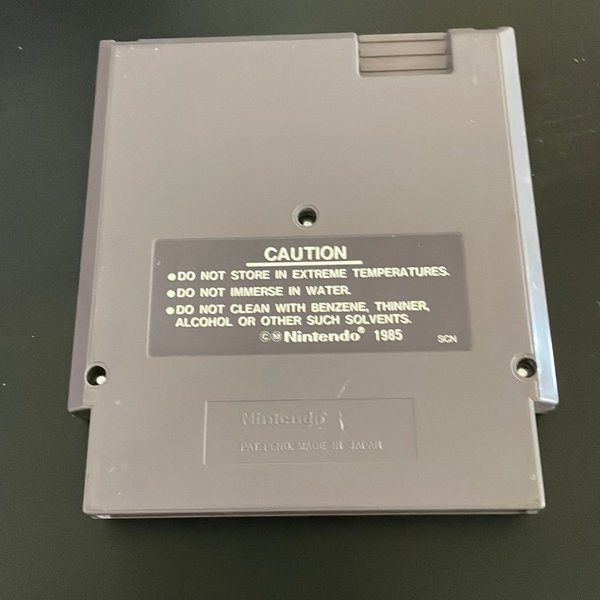 CAUTION
●DO NOT STORE IN EXTREME TEMPERATURES.
●DO NOT IMMERSE IN WATER.
●DO NOT CLEAN WITH BENZENE, THINNER,
ALCOHOL OR OTHER SUCH SOLVENTS.
©Ⓜ Nintendo® 1985 SCN
Nintendo
PAT. PEND. MADE IN JAPAN